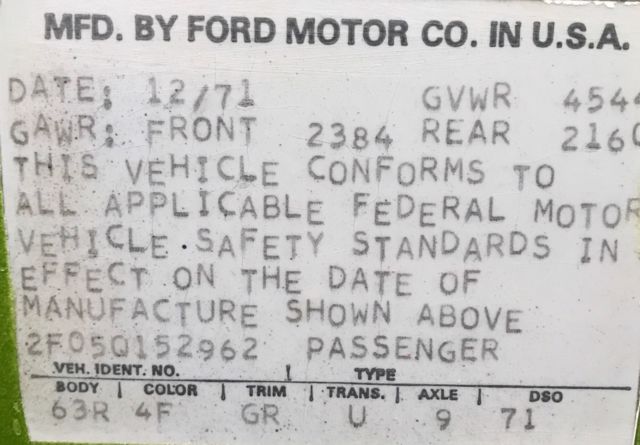 MFD. BY FORD MOTOR CO. IN U.S.A.
DATE: 12/71 GVWR 4544
GAWR: FRONT 2384 REAR 2160
THIS VEHICLE CONFORMS TO
ALL APPLICABLE FEDERAL MOTOR
VEHICLE SAFETY STANDARDS IN
EFFECT ON THE DATE OF
MANUFACTURE SHOWN ABOVE
2F05Q152962 PASSENGER
VEH. IDENT. NO. | TYPE
BODY | COLOR | TRIM | TRANS. | AXLE | DSO
63R 4F GR U 9 71